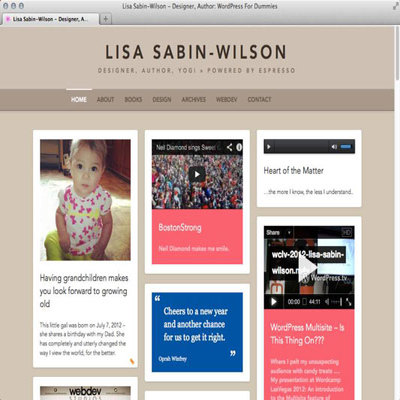 Lisa Sabin-Wilson – Designer, Author: WordPress For Dummies
Lisa Sabin-Wilson – Designer, A...
LISA SABIN-WILSON
DESIGNER, AUTHOR, YOGI » POWERED BY ESPRESSO
HOME ABOUT BOOKS DESIGN ARCHIVES WEBDEV CONTACT
Having grandchildren makes
you look forward to growing
old
This little gal was born on July 7, 2012 –
she shares a birthday with my Dad. She
has completely and utterly changed the
way I view the world, for the better.
webdev
STUDIOS
Neil Diamond sings Sweet C
BostonStrong
Neil Diamond makes me smile.
“
Cheers to a new year
and another chance
for us to get it right.
Oprah Winfrey
”
Heart of the Matter
…the more I know, the less I understand..
Share
HD
wclv-2012-lisa-sabin-
wilson.m
WordPress.tv
00:00 44:11
WordPress Multisite – Is
This Thing On???
Where I pelt my unsuspecting
audience with candy treats ....
My presentation at Wordcamp
LasVegas 2012: An Introduction
to the Multisite feature of